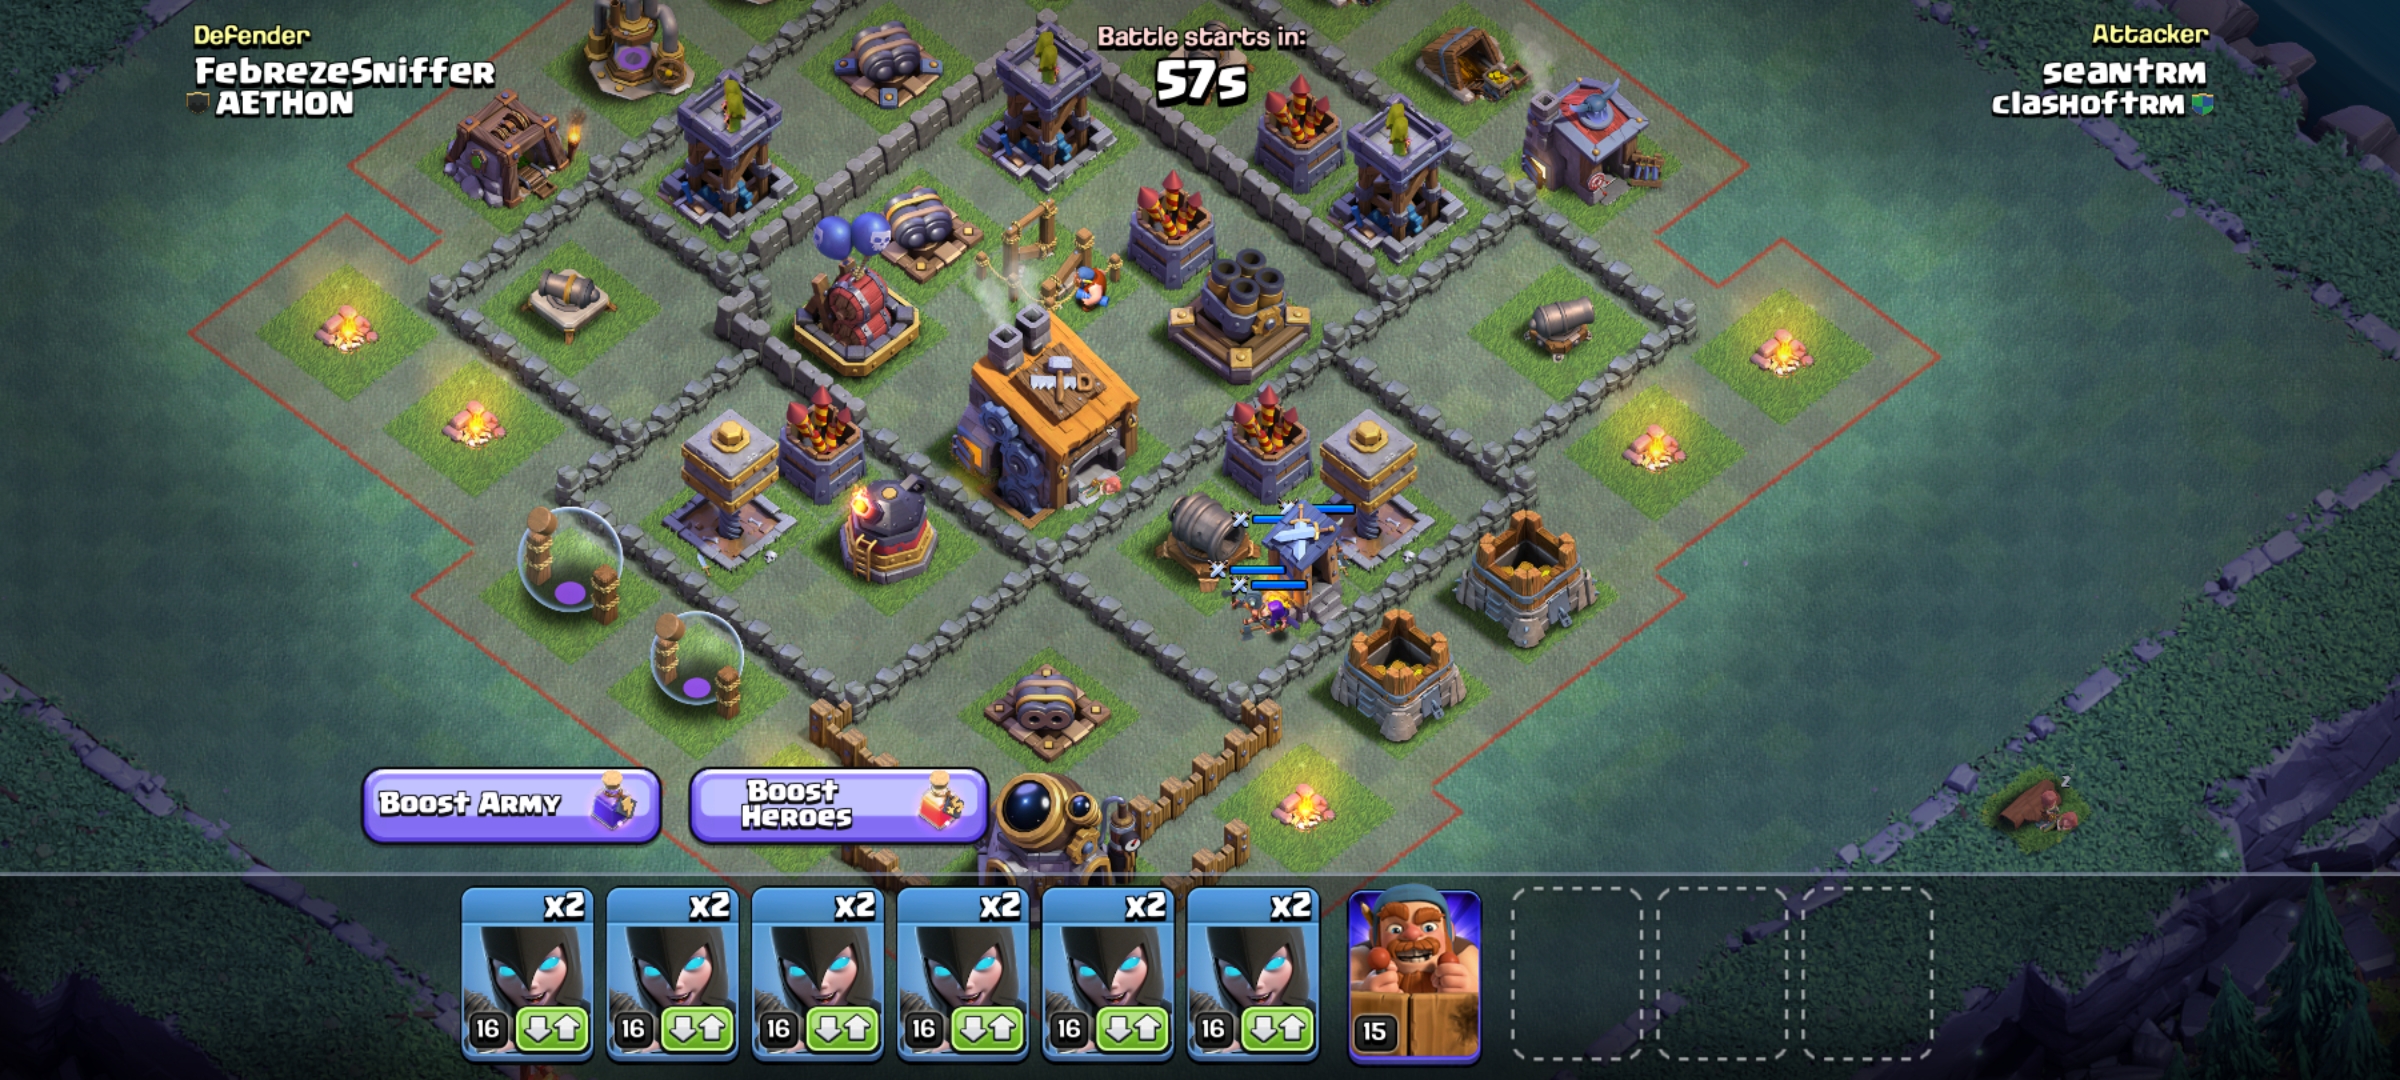 Defender
FebrezeSniffer
AETHON
Battle starts in:
57s
Attacker
seantRM
clashoftRM
z
z
Boost Army
Boost
Heroes
x2
x2
x2
x2
x2
x2
16
16
16
16
16
16
15